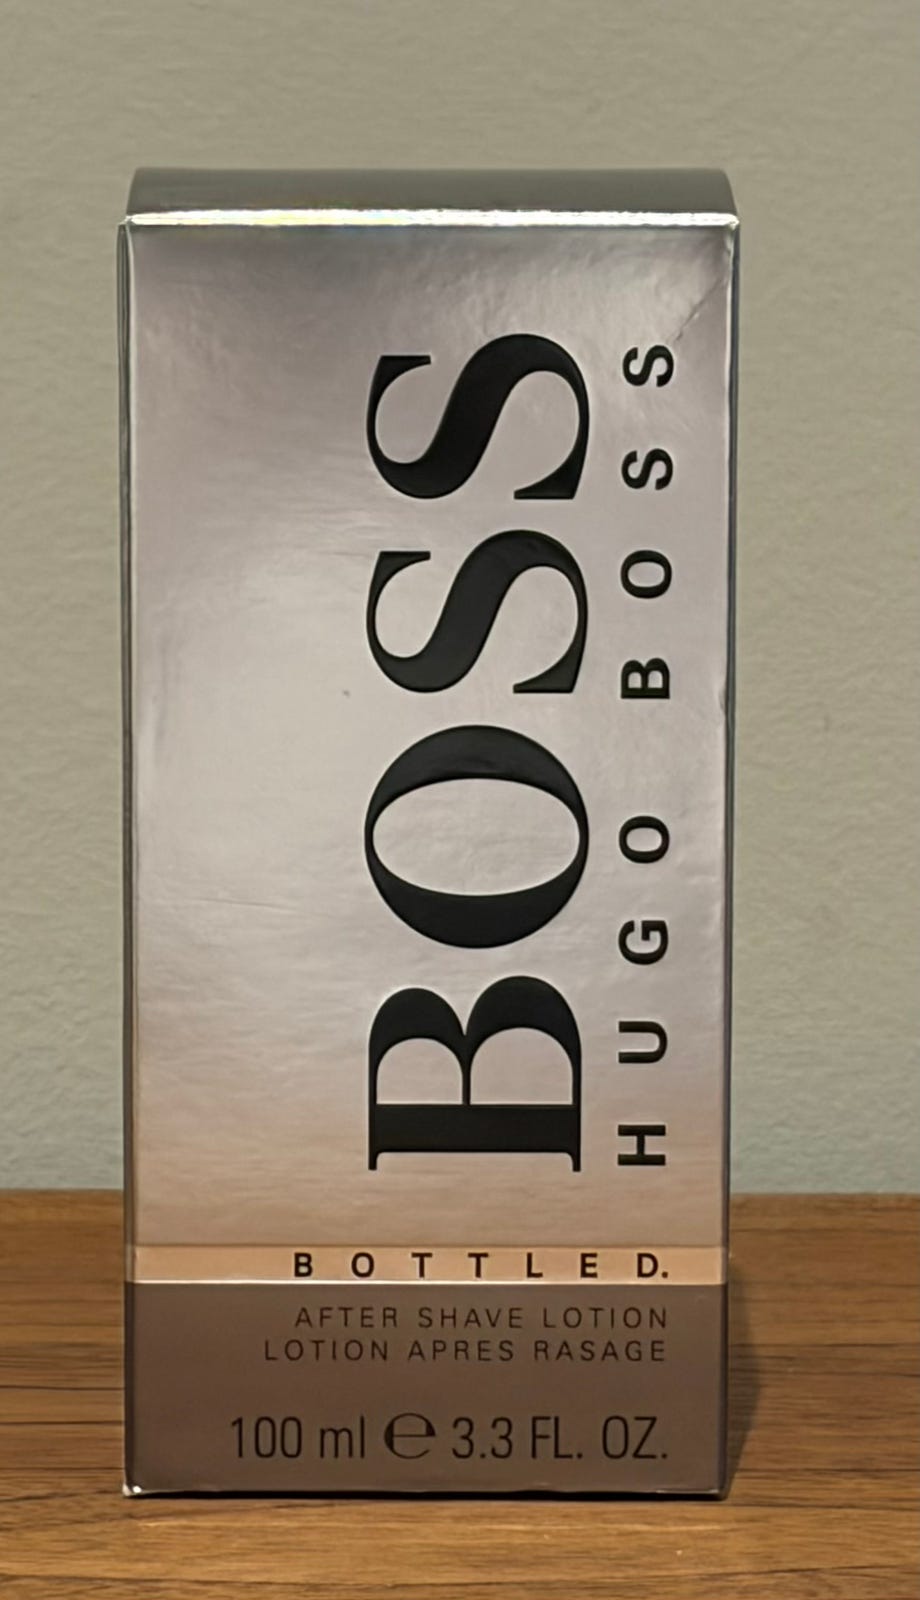 BOSS
HUGO BOSS
BOTTLED.
AFTER SHAVE LOTION
LOTION APRES RASAGE
100 ml ℮ 3.3 FL. OZ.